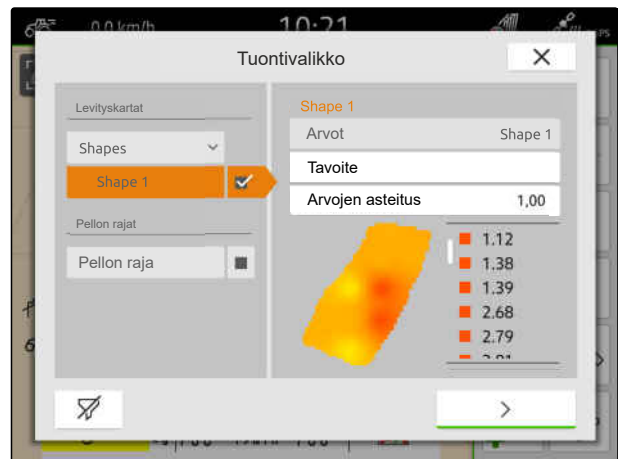 0.0 km/h 10:21
Tuontivalikko
Levityskartat
Shapes
Shape 1
Pellon rajat
Pellon raja
Shape 1
Arvot Shape 1
Tavoite
Arvojen asteitus 1,00
1.12
1.38
1.39
2.68
2.79